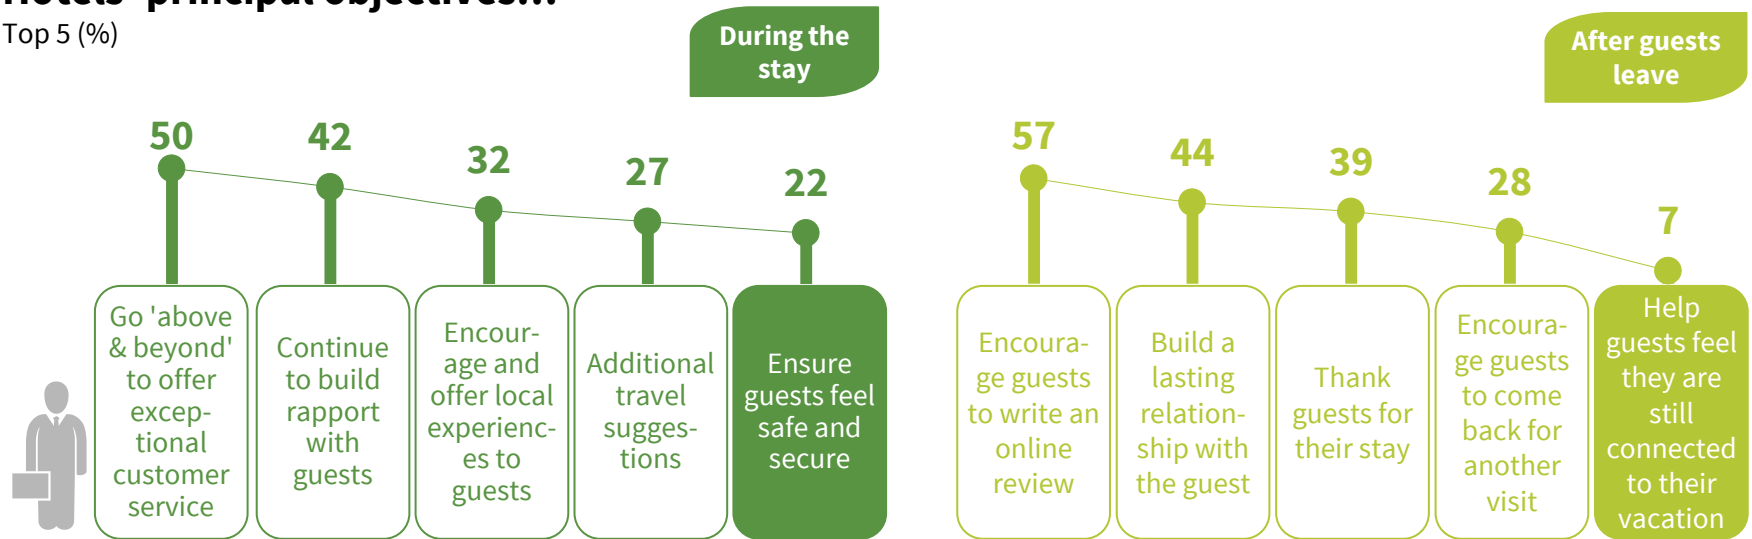 Hotels' principal objectives...
Top 5 (%)
During the
stay
50
42
32
27
22
Go 'above
& beyond'
to offer
excep-
tional
customer
service
Continue
to build
rapport
with
guests
Encour-
age and
offer local
experienc-
es to
guests
Additional
travel
sugges-
tions
Ensure
guests feel
safe and
secure
After guests
leave
57
44
39
28
7
Encoura-
ge guests
to write an
online
review
Build a
lasting
relation-
ship with
the guest
Thank
guests for
their stay
Encoura-
ge guests
to come
back for
another
visit
Help
guests feel
they are
still
connected
to their
vacation